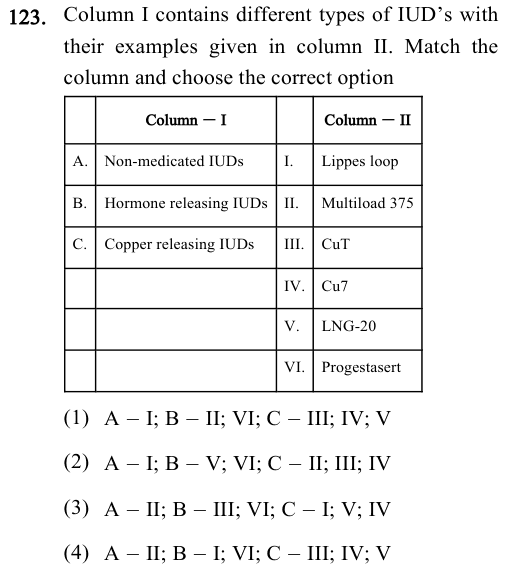 123. Column I contains different types of IUD's with
their examples given in column II. Match the
column and choose the correct option
Column — I Column — II
A. Non-medicated IUDs I. Lippes loop
B. Hormone releasing IUDs II. Multiload 375
C. Copper releasing IUDs III. CuT
IV. Cu7
V. LNG-20
VI. Progestasert
(1) A – I; B – II; VI; C – III; IV; V
(2) A – I; B – V; VI; C – II; III; IV
(3) A – II; B – III; VI; C – I; V; IV
(4) A – II; B – I; VI; C – III; IV; V